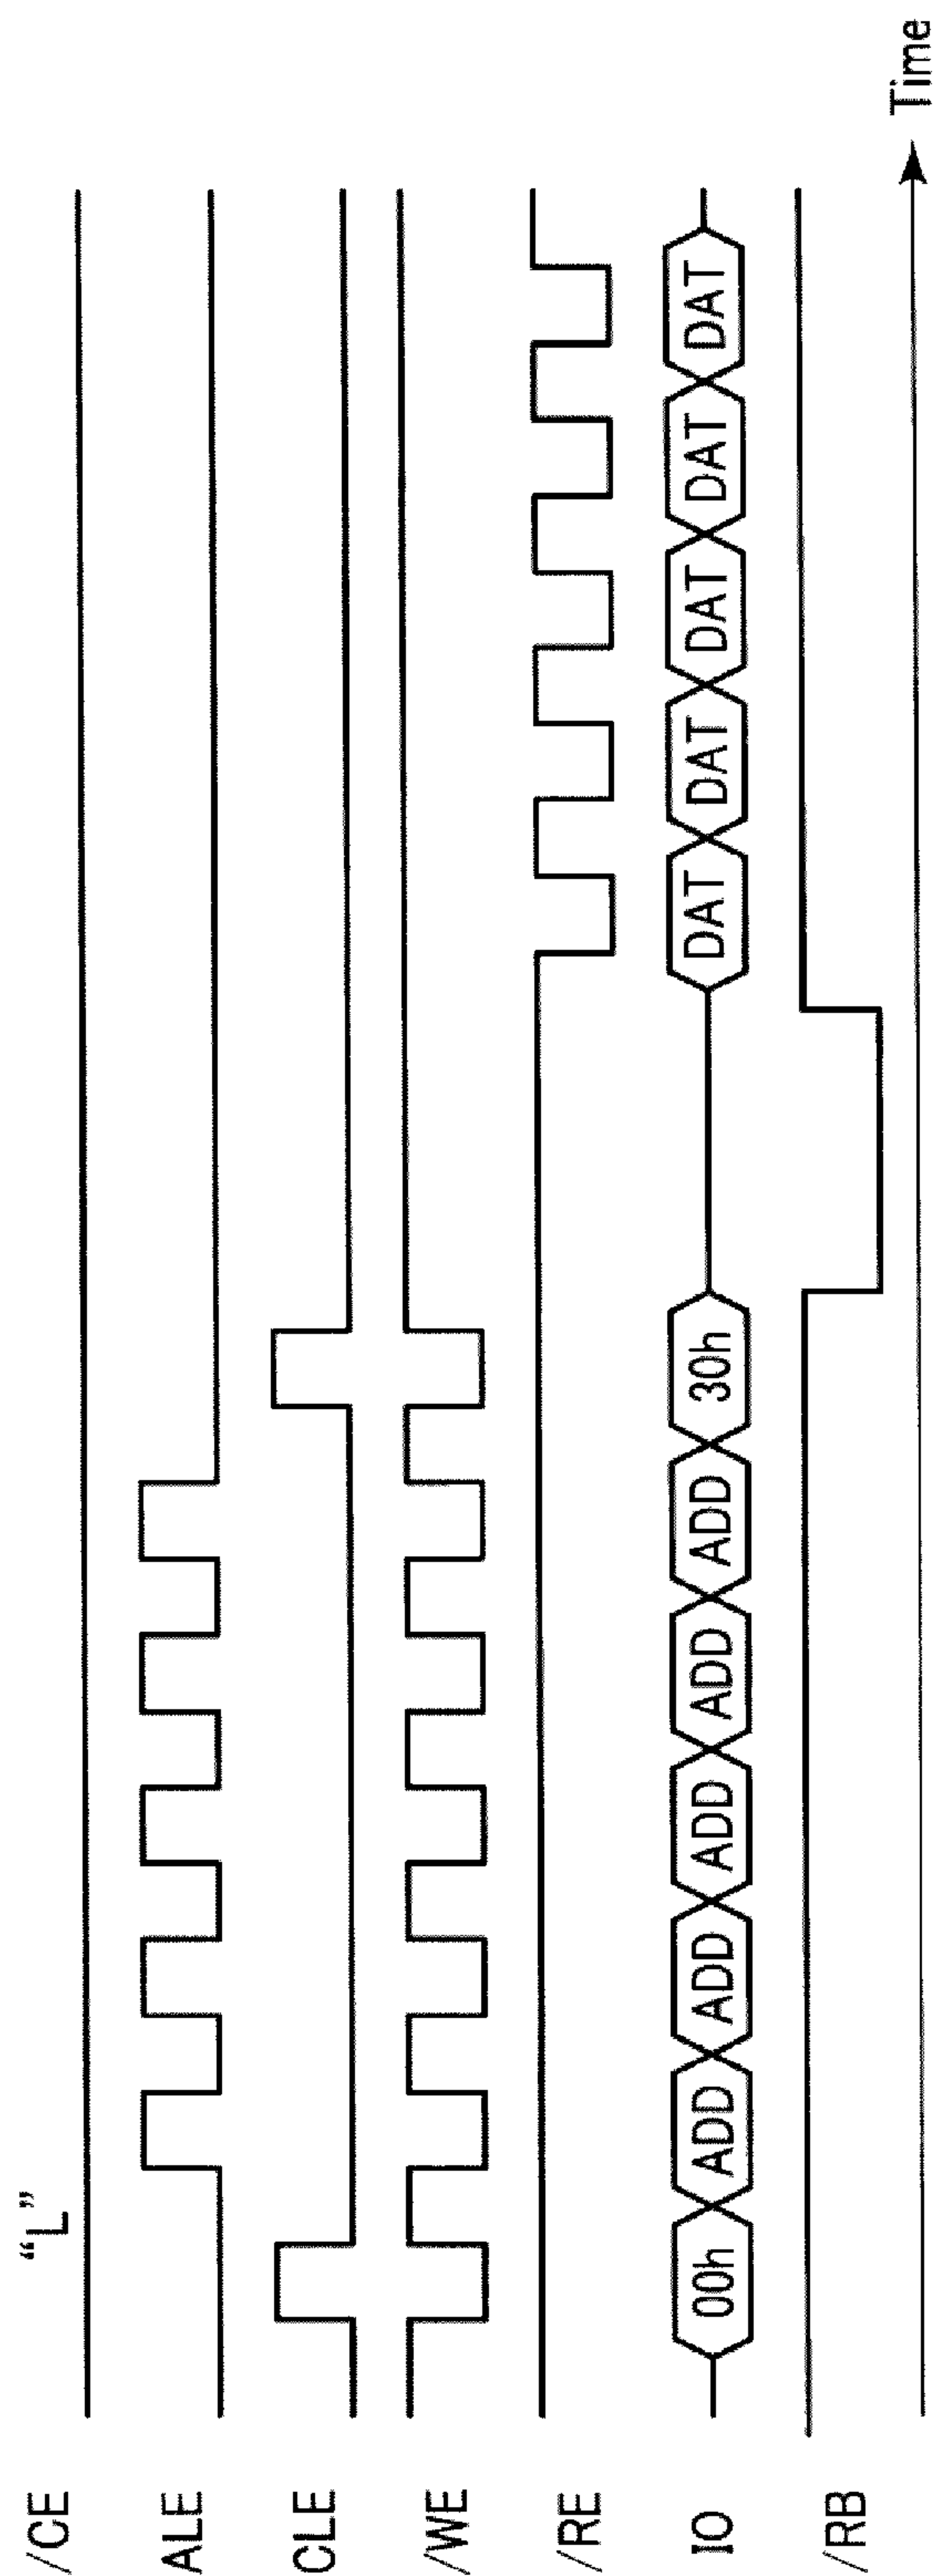 /CE
“L”
ALE
CLE
/WE
/RE
IO
00h ADD ADD ADD ADD ADD 30h DAT DAT DAT DAT DAT
/RB
Time